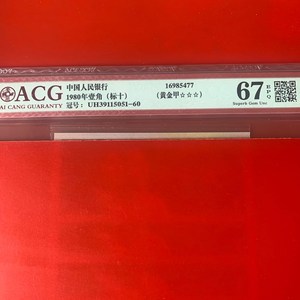 ACG
AI CANG GUARANTY
中国人民银行
1980年壹角（标十）
冠号：UH39115051-60
16985477
（黄金甲☆☆☆）
67 EPQ
Superb Gem Unc